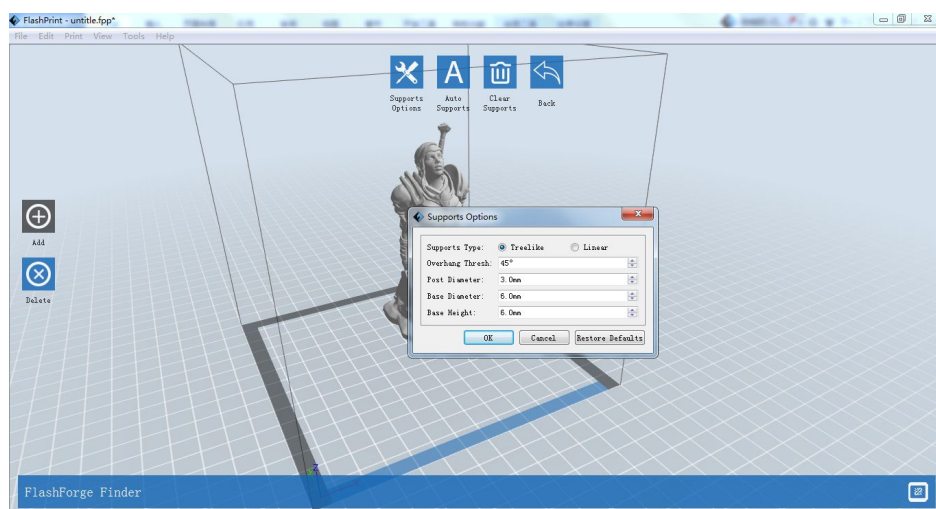 FlashPrint - untitle.fpp*
File Edit Print View Tools Help
Supports Options
Auto Supports
Clear Supports
Back
Add
Delete
Supports Options
Supports Type: Treelike Linear
Overhang Thresh: 45°
Post Diameter: 3.0mm
Base Diameter: 6.0mm
Base Height: 6.0mm
OK Cancel Restore Defaults
Z
FlashForge Finder